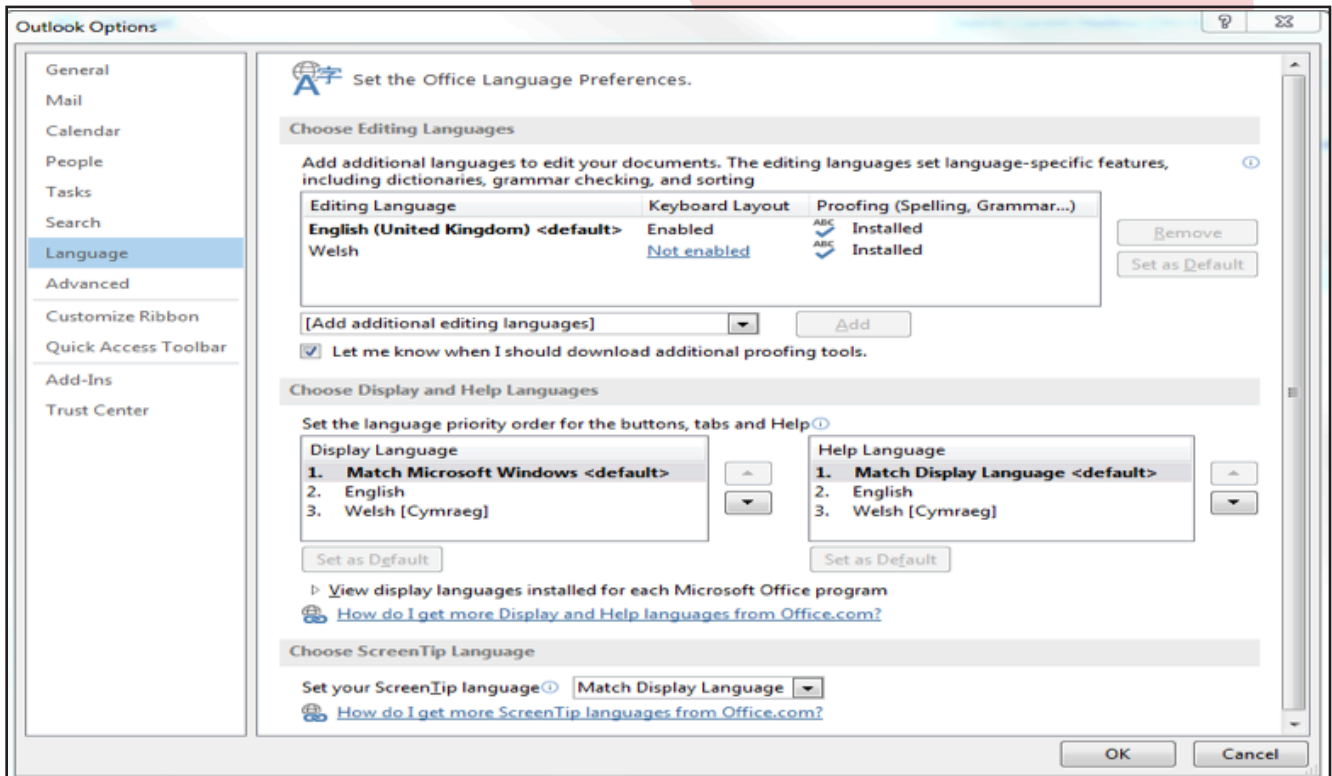 Outlook Options
General
Mail
Calendar
People
Tasks
Search
Language
Advanced
Customize Ribbon
Quick Access Toolbar
Add-Ins
Trust Center
Set the Office Language Preferences.
Choose Editing Languages
Add additional languages to edit your documents. The editing languages set language-specific features,
including dictionaries, grammar checking, and sorting
Editing Language Keyboard Layout Proofing (Spelling, Grammar...)
English (United Kingdom) <default> Enabled Installed
Welsh Not enabled Installed
Remove
Set as Default
[Add additional editing languages] Add
Let me know when I should download additional proofing tools.
Choose Display and Help Languages
Set the language priority order for the buttons, tabs and Help
Display Language
1. Match Microsoft Windows <default>
2. English
3. Welsh [Cymraeg]
Set as Default
Help Language
1. Match Display Language <default>
2. English
3. Welsh [Cymraeg]
Set as Default
View display languages installed for each Microsoft Office program
How do I get more Display and Help languages from Office.com?
Choose ScreenTip Language
Set your ScreenTip language Match Display Language
How do I get more ScreenTip languages from Office.com?
OK Cancel